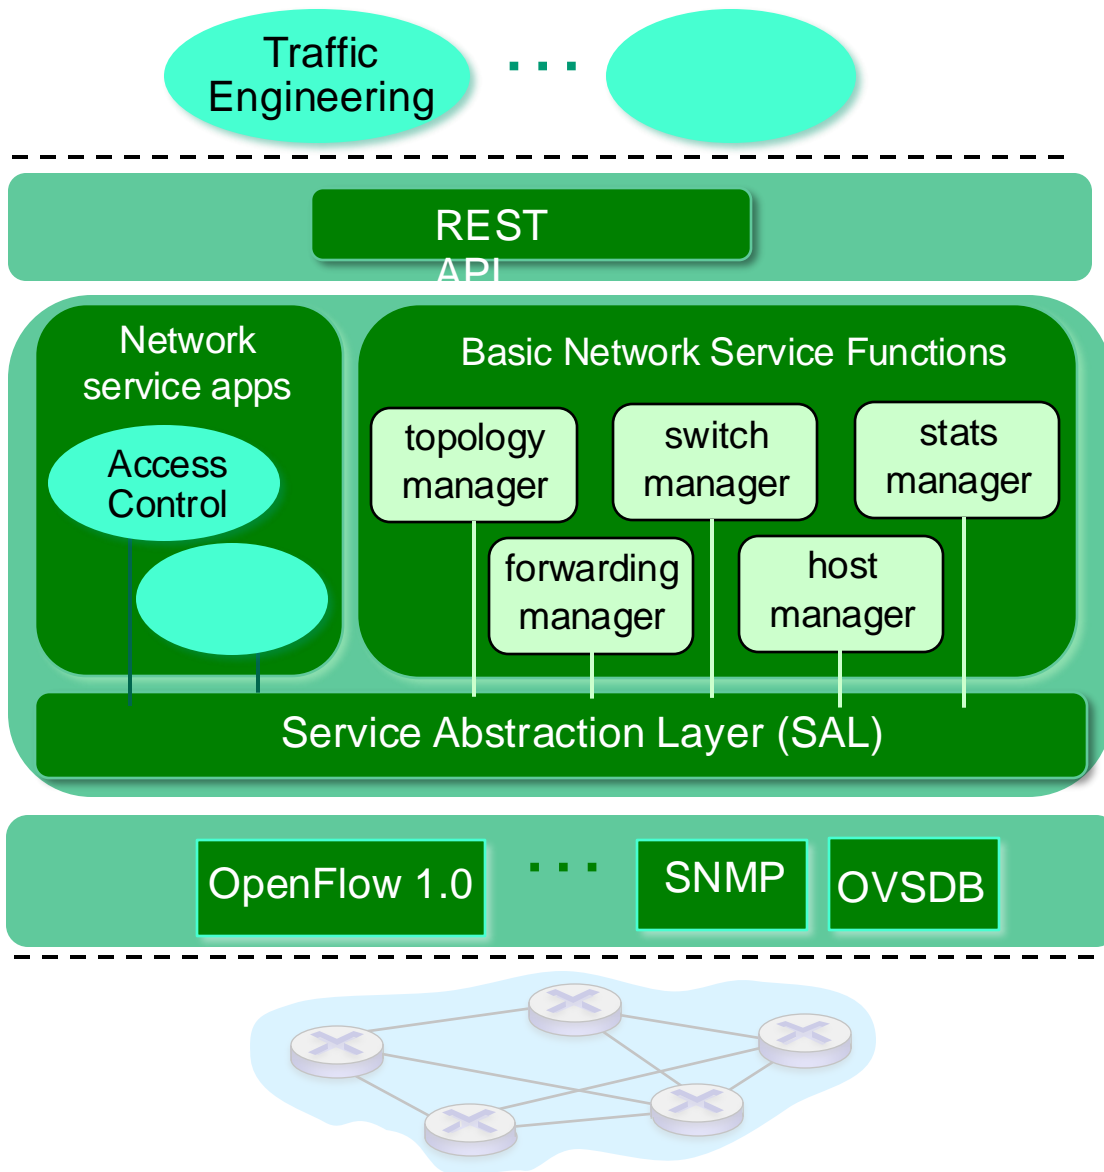 Traffic
Engineering
REST
API
Network
service apps
Basic Network Service Functions
topology
manager
switch
manager
stats
manager
Access
Control
forwarding
manager
host
manager
Service Abstraction Layer (SAL)
OpenFlow 1.0
SNMP
OVSDB